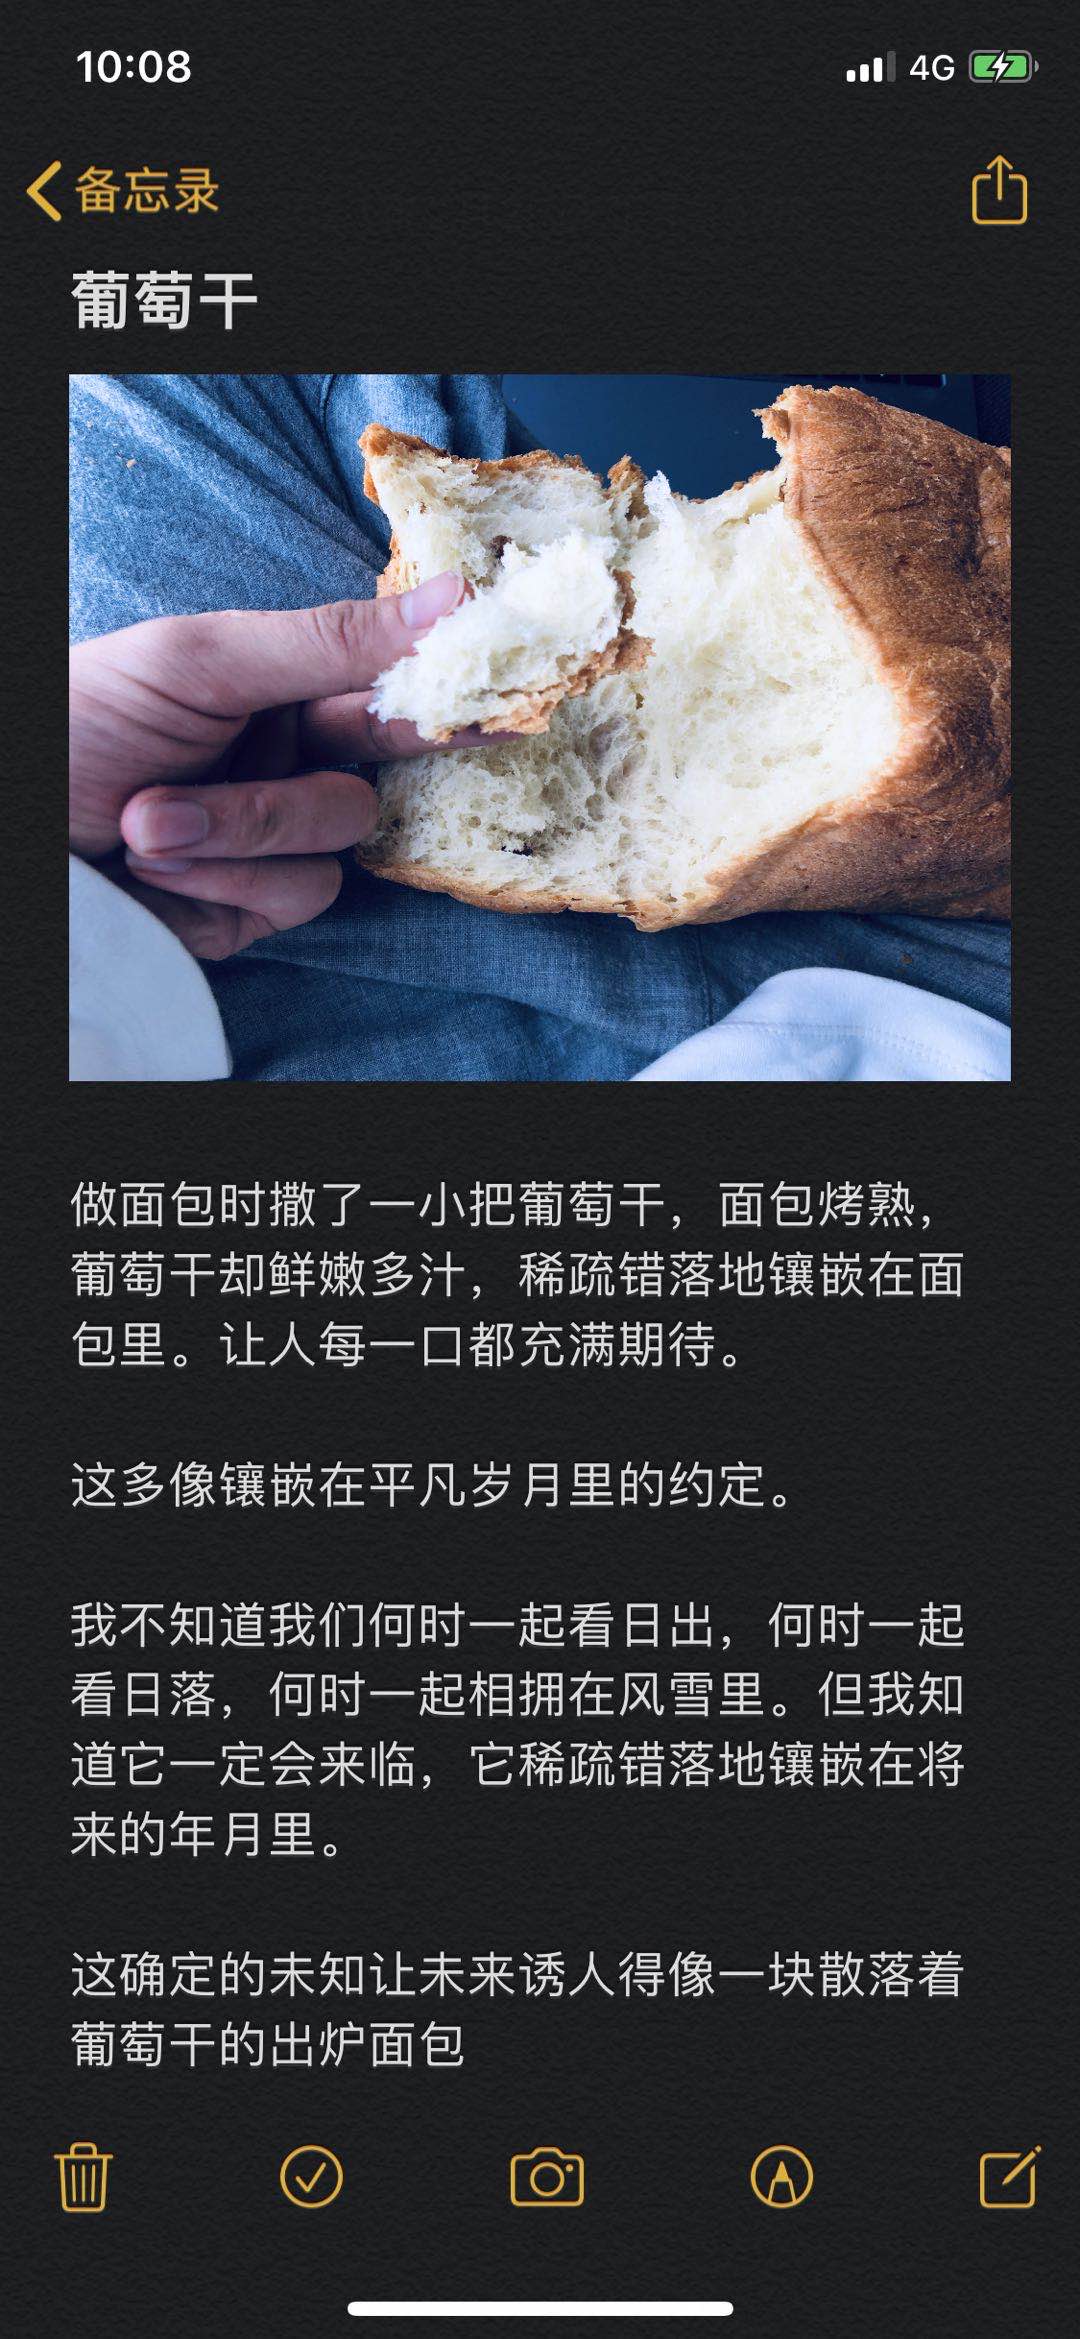 10:08
4G
备忘录
葡萄干
做面包时撒了一小把葡萄干，面包烤熟，
葡萄干却鲜嫩多汁，稀疏错落地镶嵌在面
包里。让人每一口都充满期待。
这多像镶嵌在平凡岁月里的约定。
我不知道我们何时一起看日出，何时一起
看日落，何时一起相拥在风雪里。但我知
道它一定会来临，它稀疏错落地镶嵌在将
来的年月里。
这确定的未知让未来诱人得像一块散落着
葡萄干的出炉面包